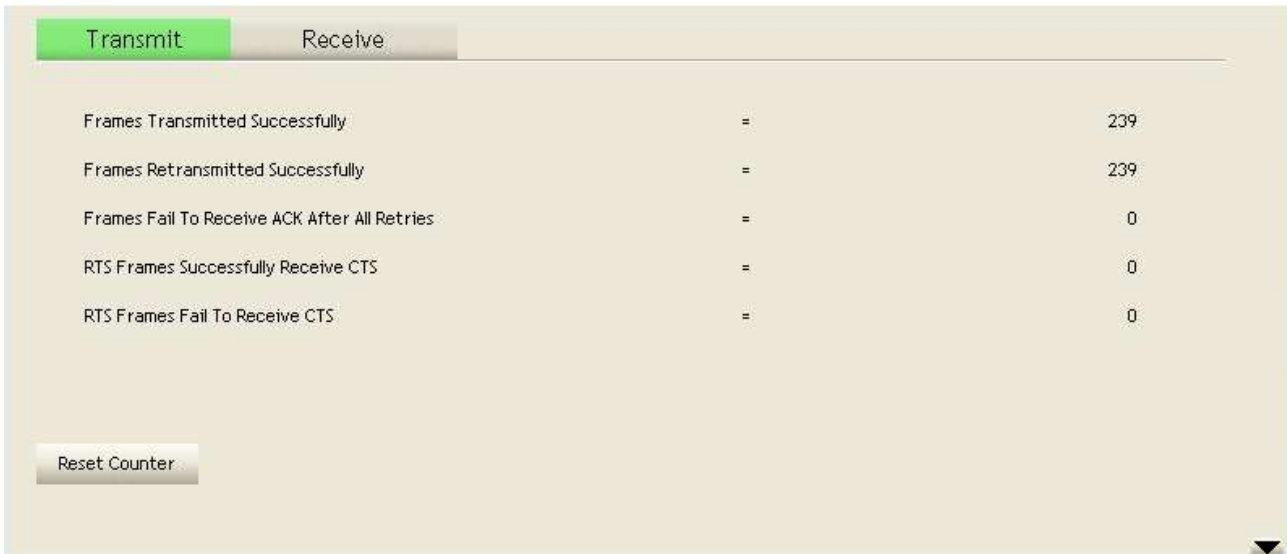 Transmit Receive
Frames Transmitted Successfully = 239
Frames Retransmitted Successfully = 239
Frames Fail To Receive ACK After All Retries = 0
RTS Frames Successfully Receive CTS = 0
RTS Frames Fail To Receive CTS = 0
Reset Counter